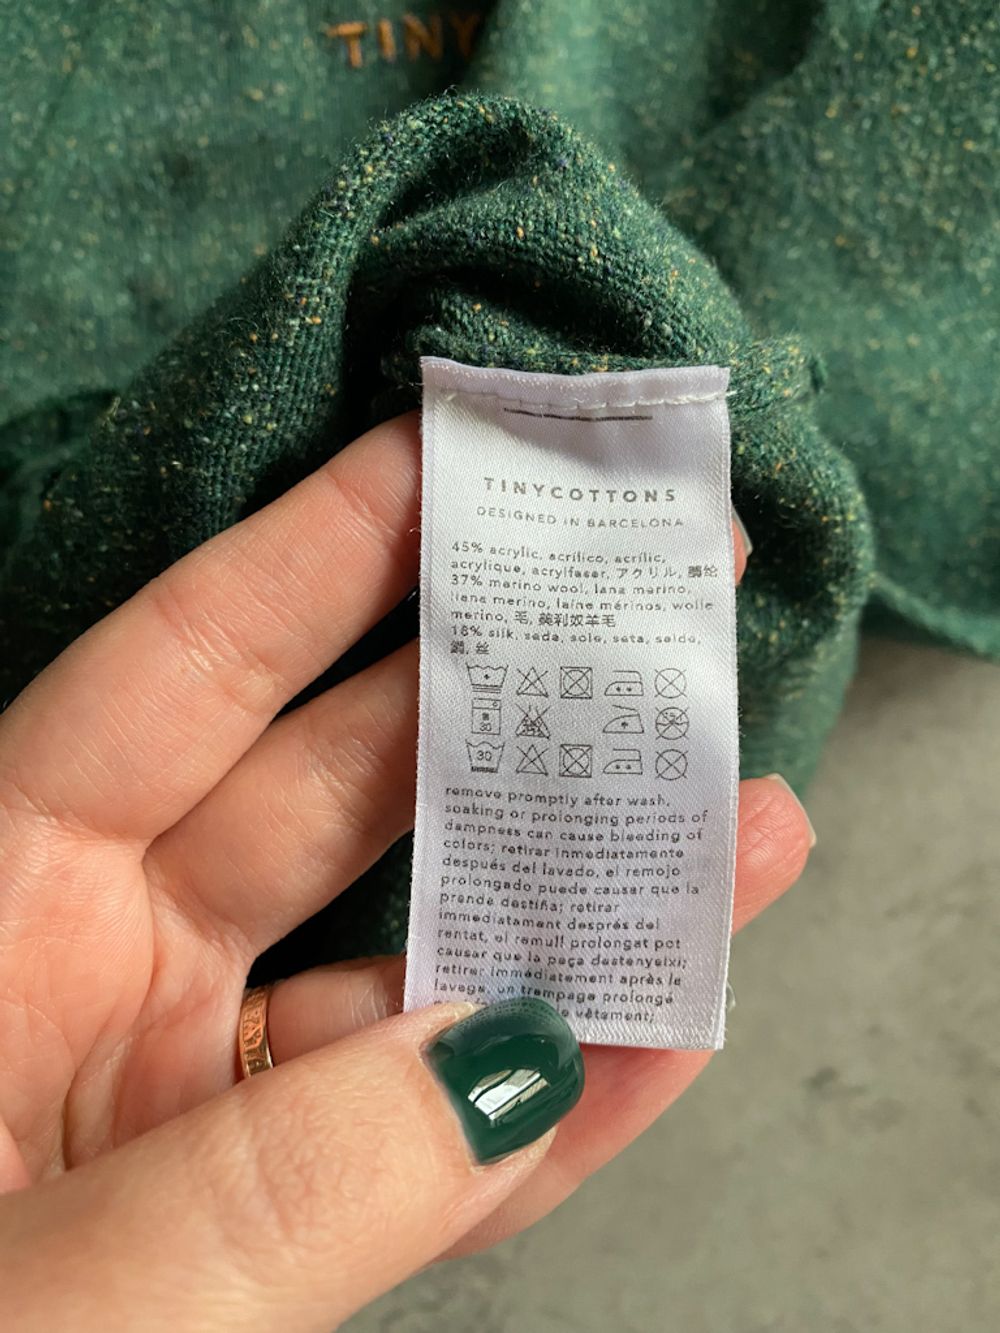 TINY
TINYCOTTONS
DESIGNED IN BARCELONA
45% acrylic, acrílico, acrílic,
acrylique, acrylfaser, アクリル, 腈纶
37% merino wool, lana merino,
llana merino, laine mérinos, wolle
merino, 毛, 美利奴羊毛
18% silk, seda, soie, seta, seide,
絹, 丝
30
30
remove promptly after wash,
soaking or prolonging periods of
dampness can cause bleeding of
colors; retirar inmediatamente
después del lavado, el remojo
prolongado puede causar que la
prenda destiña; retirar
immediatament després del
rentat, el remull prolongat pot
causar que la peça destenyeixi;
retirer immédiatement après le
lavage, un trempage prolongé
vêtement;